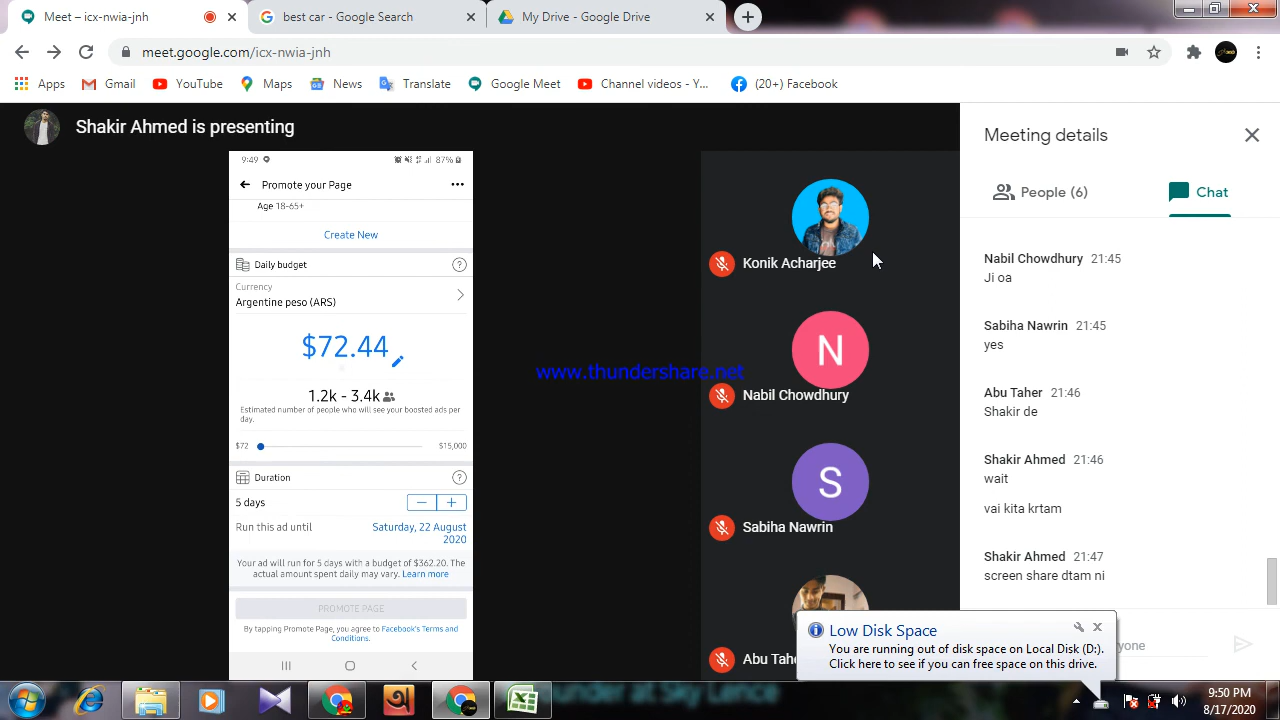 Meet – icx-nwia-jnh
best car - Google Search
My Drive - Google Drive
meet.google.com/icx-nwia-jnh
Apps
Gmail
YouTube
Maps
News
Translate
Google Meet
Channel videos - Y...
(20+) Facebook
Shakir Ahmed is presenting
9:49
87%
Promote your Page
Age 18-65+
Create New
Daily budget
Currency
Argentine peso (ARS)
$72.44
1.2k - 3.4k
Estimated number of people who will see your boosted ads per
day.
$72
$15,000
Duration
5 days
Run this ad until
Saturday, 22 August
2020
Your ad will run for 5 days with a budget of $362.20. The
actual amount spent daily may vary. Learn more
PROMOTE PAGE
By tapping Promote Page, you agree to Facebook's Terms and
Conditions.
www.thundershare.net
Konik Acharjee
N
Nabil Chowdhury
S
Sabiha Nawrin
Abu Tahe
Meeting details
People (6)
Chat
Nabil Chowdhury 21:45
Ji oa
Sabiha Nawrin 21:45
yes
Abu Taher 21:46
Shakir de
Shakir Ahmed 21:46
wait
vai kita krtam
Shakir Ahmed 21:47
screen share dtam ni
yone
Low Disk Space
You are running out of disk space on Local Disk (D:).
Click here to see if you can free space on this drive.
9:50 PM
8/17/2020